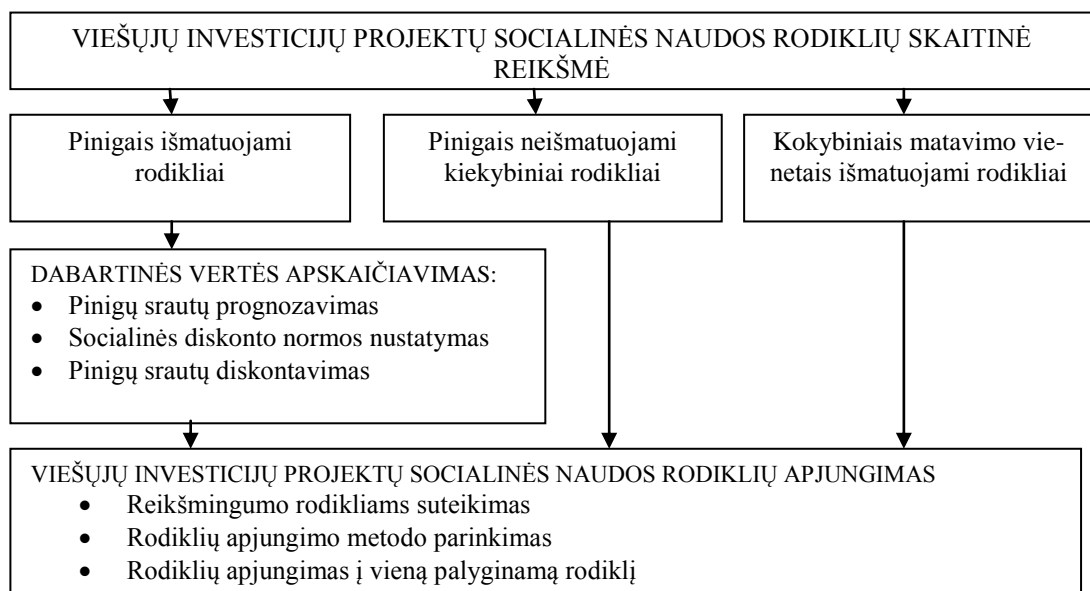 VIEŠŲJŲ INVESTICIJŲ PROJEKTŲ SOCIALINĖS NAUDOS RODIKLIŲ SKAITINĖ
REIKŠMĖ
Pinigais išmatuojami
rodikliai
Pinigais neišmatuojami
kiekybiniai rodikliai
Kokybiniais matavimo vie-
netais išmatuojami rodikliai
DABARTINĖS VERTĖS APSKAIČIAVIMAS:
• Pinigų srautų prognozavimas
• Socialinės diskonto normos nustatymas
• Pinigų srautų diskontavimas
VIEŠŲJŲ INVESTICIJŲ PROJEKTŲ SOCIALINĖS NAUDOS RODIKLIŲ APJUNGIMAS
• Reikšmingumo rodikliams suteikimas
• Rodiklių apjungimo metodo parinkimas
• Rodiklių apjungimas į vieną palyginamą rodiklį